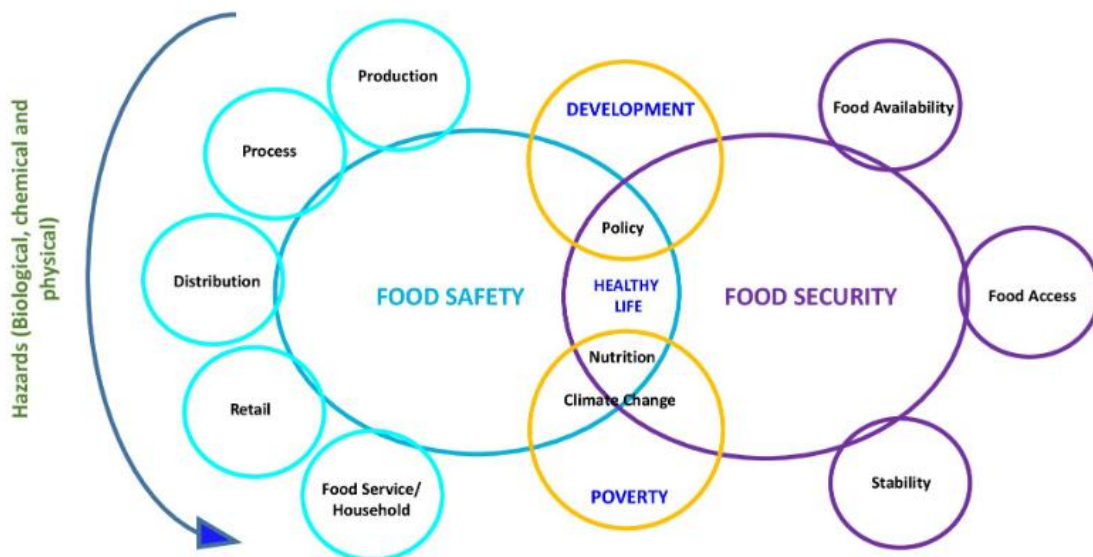 Hazards (Biological, chemical and
physical)
Production
Process
Distribution
Retail
Food Service/
Household
FOOD SAFETY
DEVELOPMENT
Policy
HEALTHY
LIFE
Nutrition
Climate Change
POVERTY
FOOD SECURITY
Food Availability
Food Access
Stability